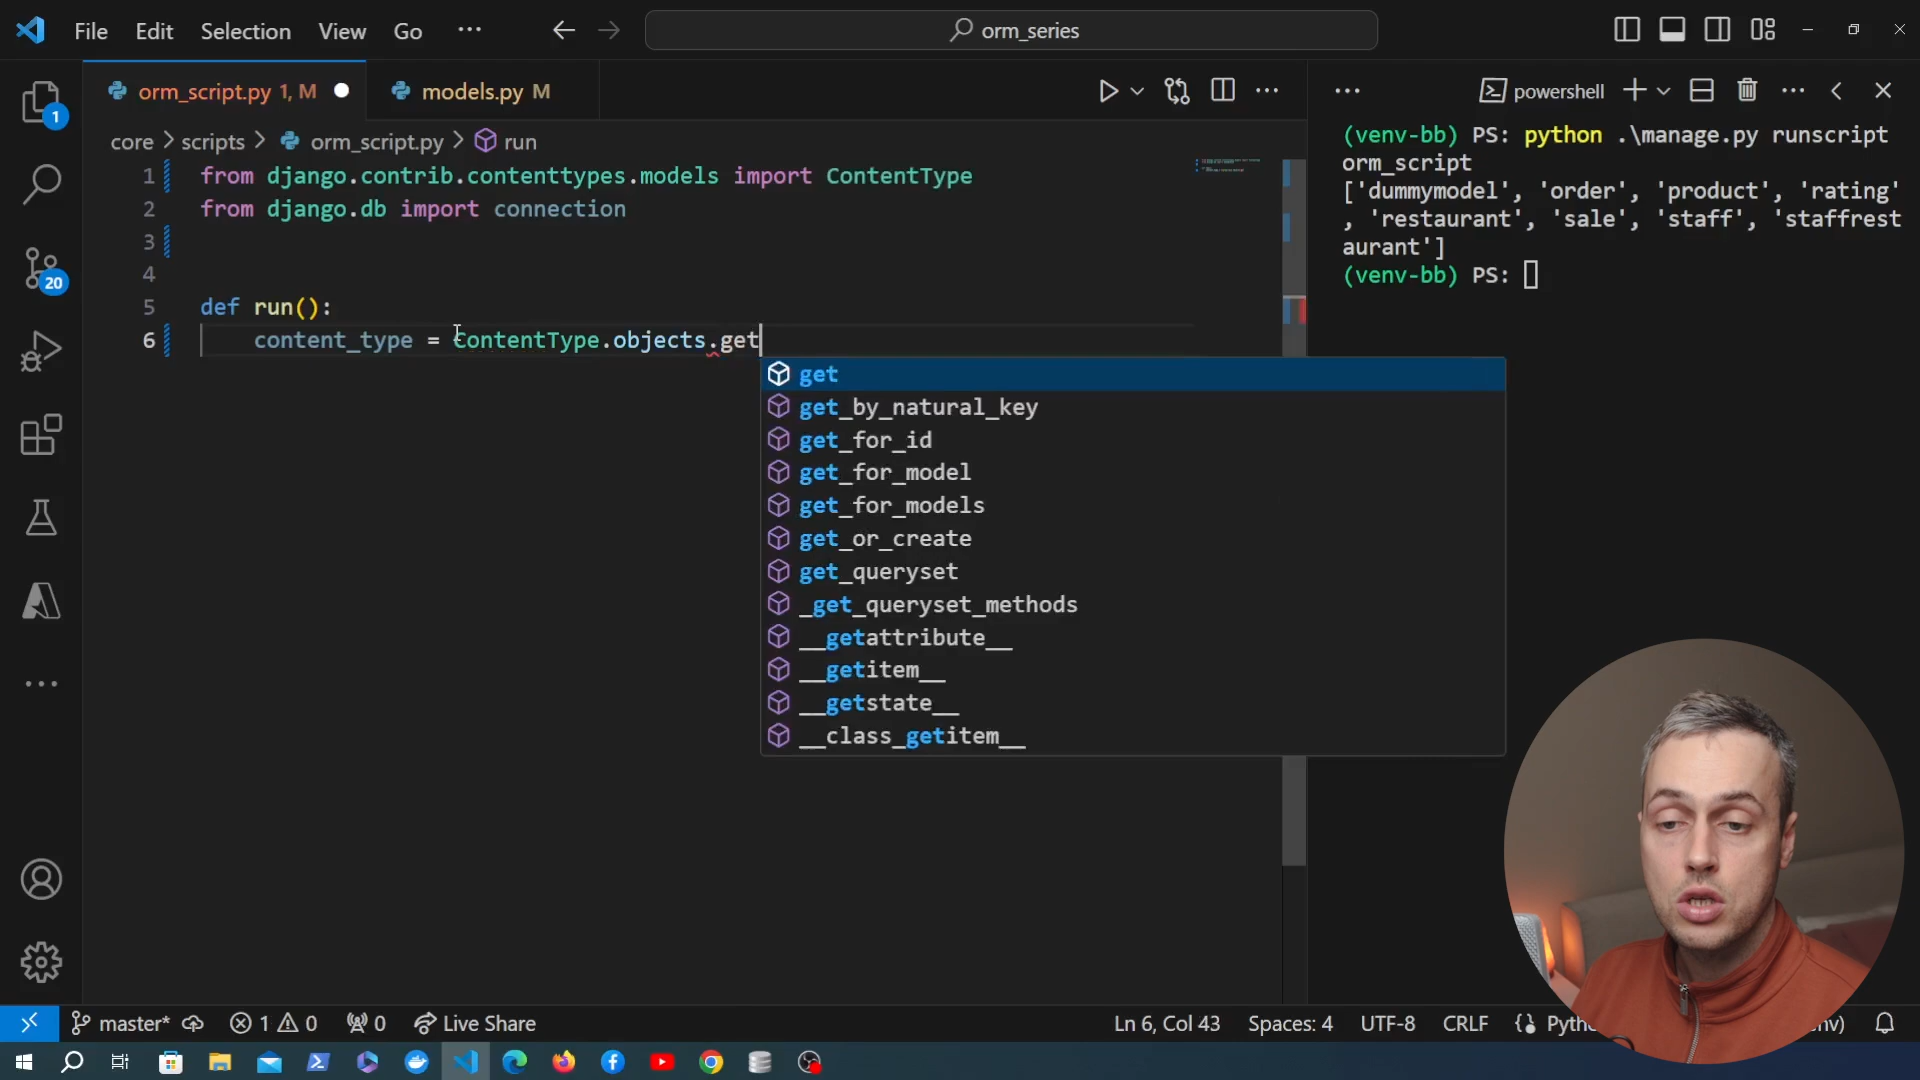 File Edit Selection View Go ··· orm_series
orm_script.py 1, M models.py M
core > scripts > orm_script.py > run
1 from django.contrib.contenttypes.models import ContentType
2 from django.db import connection
3
4
5 def run():
6 content_type = ContentType.objects.get
get
get_by_natural_key
get_for_id
get_for_model
get_for_models
get_or_create
get_queryset
_get_queryset_methods
__getattribute__
__getitem__
__getstate__
__class_getitem__
powershell
(venv-bb) PS: python .\manage.py runscript
orm_script
['dummymodel', 'order', 'product', 'rating'
, 'restaurant', 'sale', 'staff', 'staffrest
aurant']
(venv-bb) PS:
1
20
master* 1 0 0 Live Share Ln 6, Col 43 Spaces: 4 UTF-8 CRLF